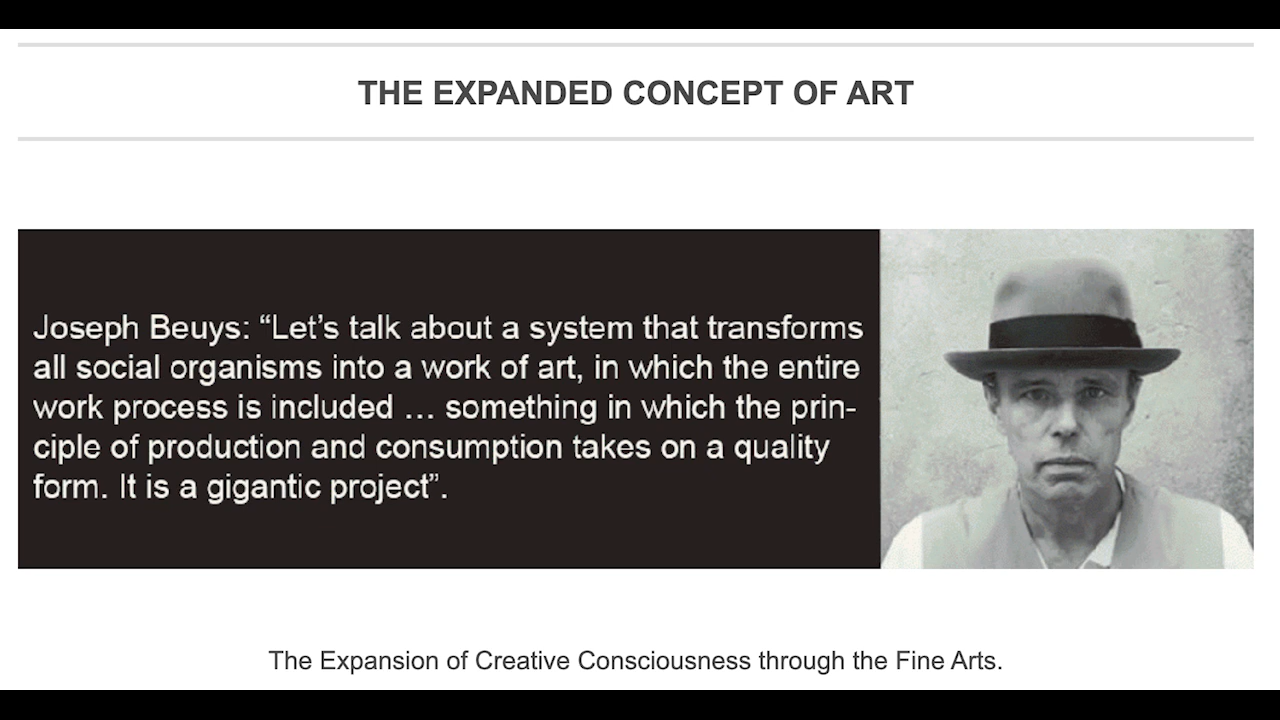 THE EXPANDED CONCEPT OF ART
Joseph Beuys: “Let’s talk about a system that transforms
all social organisms into a work of art, in which the entire
work process is included … something in which the prin-
ciple of production and consumption takes on a quality
form. It is a gigantic project”.
The Expansion of Creative Consciousness through the Fine Arts.